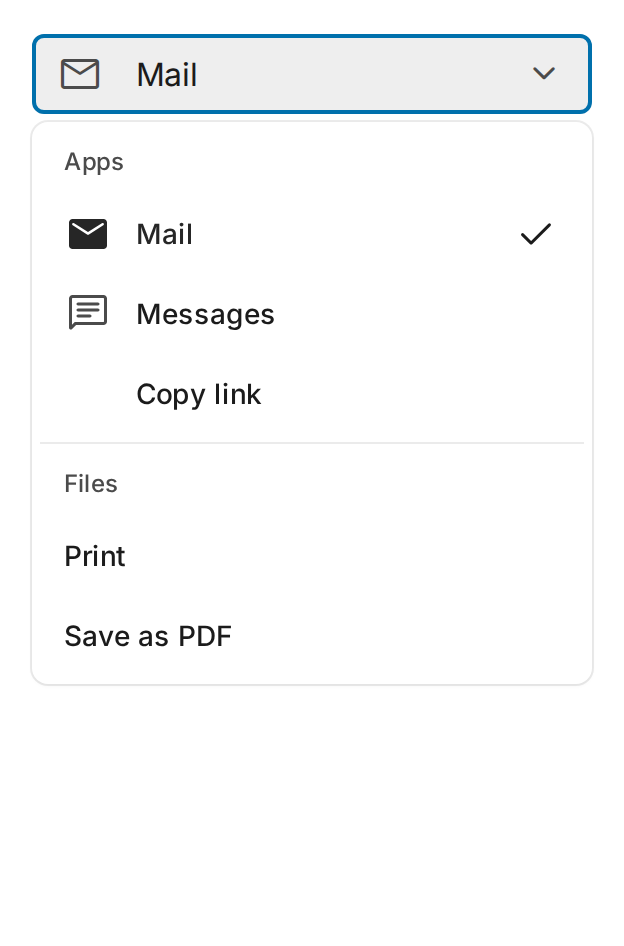 Mail
Apps
Mail
Messages
Copy link
Files
Print
Save as PDF